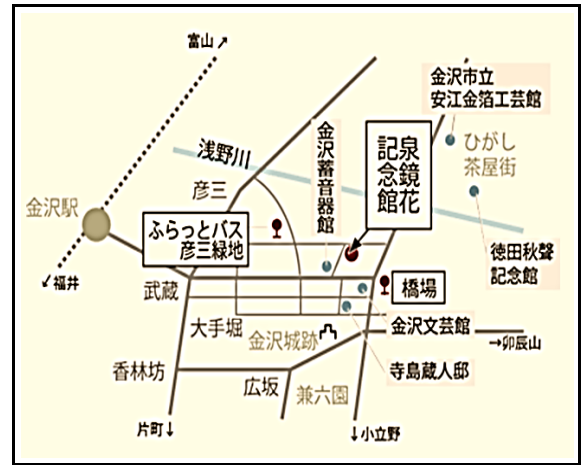 富山↗
金沢市立
安江金箔工芸館
金沢蓄音器館
泉鏡花
記念館
ひがし
茶屋街
浅野川
彦三
金沢駅
ふらっとバス
彦三緑地
徳田秋聲
記念館
↙福井
武蔵
橋場
大手堀
金沢城跡
金沢文芸館
→卯辰山
香林坊
寺島蔵人邸
広坂
兼六園
片町↓
↓小立野